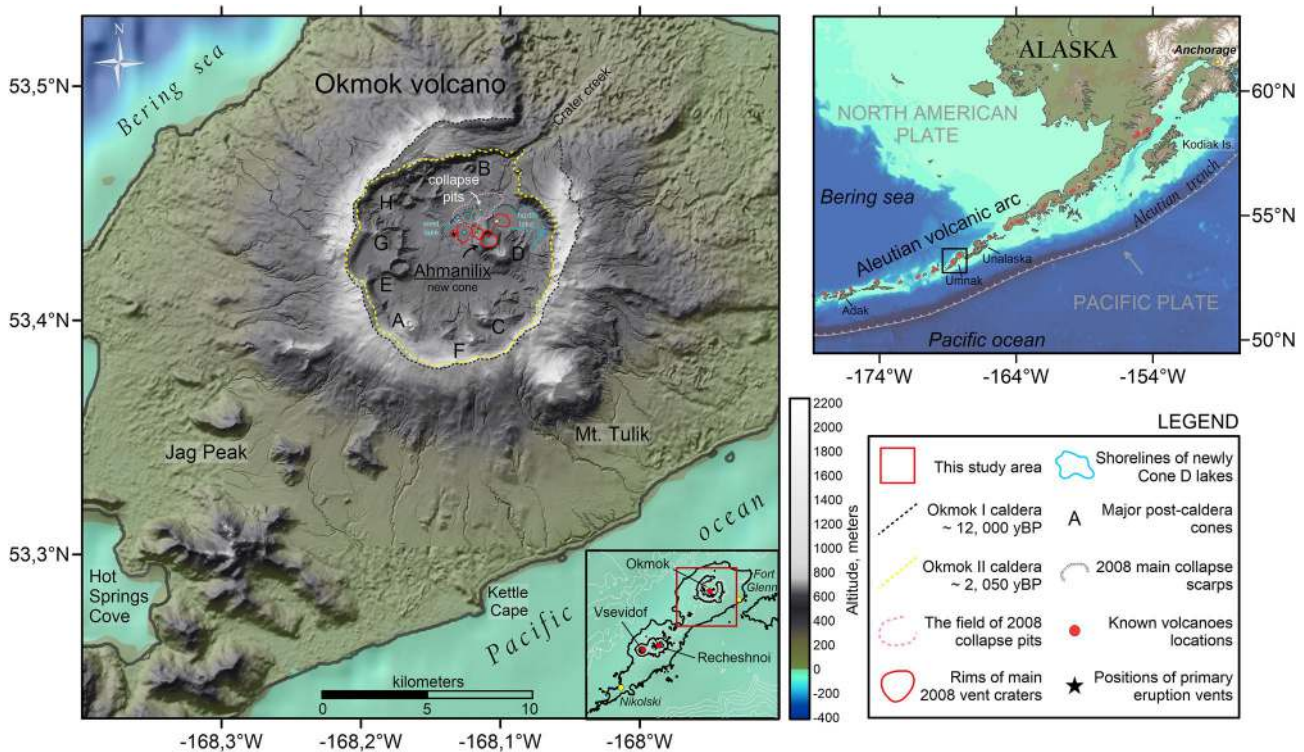 N
Bering sea
Okmok volcano
Crater creek
B
collapse
pits
H
G
D
Ahmanilix
new cone
E
A
C
F
Mt. Tulik
Jag Peak
Hot
Springs
Cove
Kettle
Cape
Pacific ocean
kilometers
0 5 10
53,5°N
53,4°N
53,3°N
-168,3°W -168,2°W -168,1°W -168°W
Okmok
Fort
Glenn
Vsevidof
Recheshnoi
Nikolski
ALASKA
Anchorage
NORTH AMERICAN
PLATE
Kodiak Is.
Bering sea
Aleutian trench
Aleutian volcanic arc
Unalaska
Umnak
PACIFIC PLATE
Adak
Pacific ocean
60°N
55°N
50°N
-174°W -164°W -154°W
2200
2000
1800
1600
1400
1200
1000
800
600
400
200
0
-200
-400
Altitude, meters
LEGEND
This study area
Shorelines of newly
Cone D lakes
Okmok I caldera
~ 12, 000 yBP
A
Major post-caldera
cones
Okmok II caldera
~ 2, 050 yBP
2008 main collapse
scarps
The field of 2008
collapse pits
Known volcanoes
locations
Rims of main
2008 vent craters
Positions of primary
eruption vents